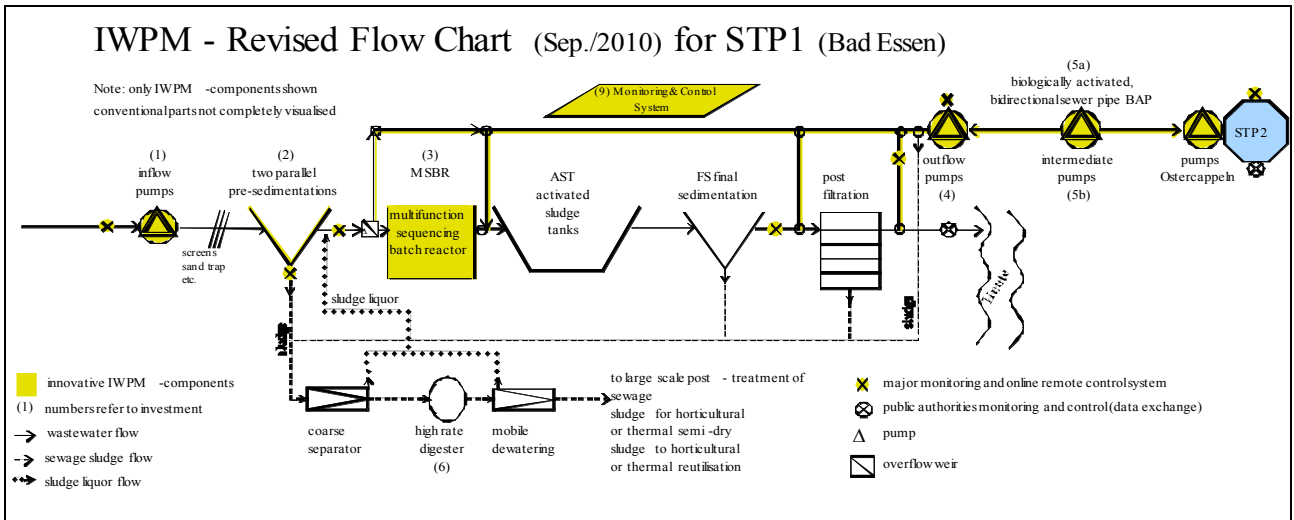 IWPM - Revised Flow Chart (Sep./2010) for STP1 (Bad Essen)
Note: only IWPM -components shown
conventional parts not completely visualised
(9) Monitoring & Control
System
(5a)
biologically activated,
bidirectional sewer pipe BAP
STP2
(1)
inflow
pumps
(2)
two parallel
pre-sedimentations
(3)
MSBR
multifunction
sequencing
batch reactor
AST
activated
sludge
tanks
FS final
sedimentation
post
filtration
outflow
pumps
(4)
intermediate
pumps
(5b)
pumps
Ostercappeln
screens
sand trap
etc.
sludge liquor
sludge
sludge
innovative IWPM -components
(1) numbers refer to investment
wastewater flow
sewage sludge flow
sludge liquor flow
coarse
separator
high rate
digester
(6)
mobile
dewatering
to large scale post - treatment of
sewage
sludge for horticultural
or thermal semi -dry
sludge to horticultural
or thermal reutilisation
major monitoring and online remote control system
public authorities monitoring and control (data exchange)
pump
overflow weir